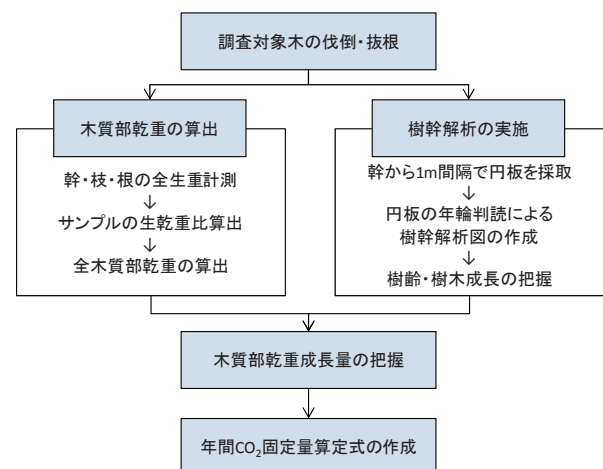 調査対象木の伐倒・抜根
木質部乾重の算出
幹・枝・根の全生重計測
↓
サンプルの生乾重比算出
↓
全木質部乾重の算出
樹幹解析の実施
幹から1m間隔で円板を採取
↓
円板の年輪判読による
樹幹解析図の作成
↓
樹齢・樹木成長の把握
木質部乾重成長量の把握
年間CO₂固定量算定式の作成